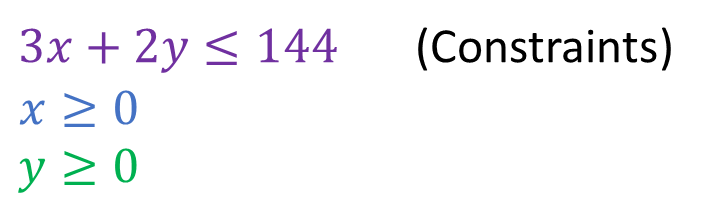 3x + 2y ≤ 144 (Constraints)
x ≥ 0
y ≥ 0